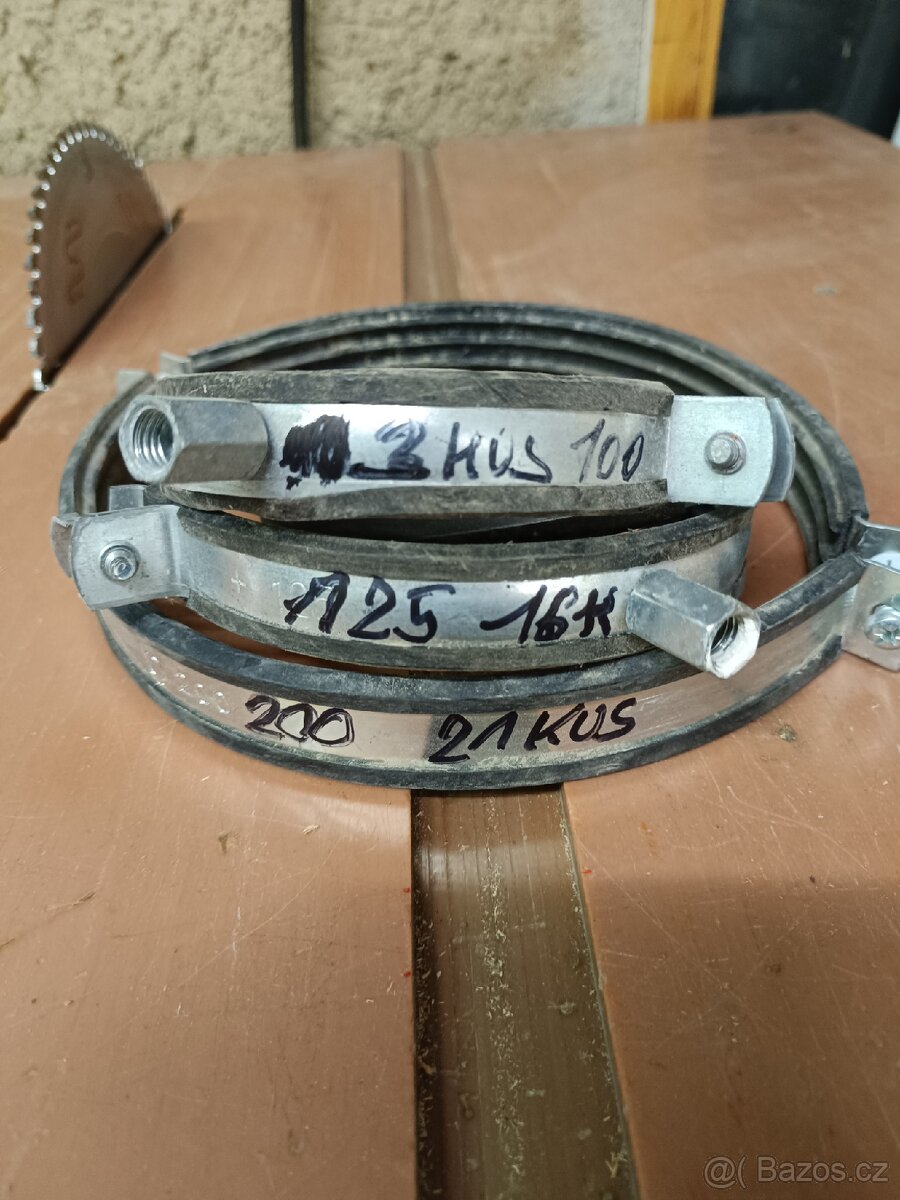 3 KUS 100
125 16K
200 21KUS
@( Bazos.cz